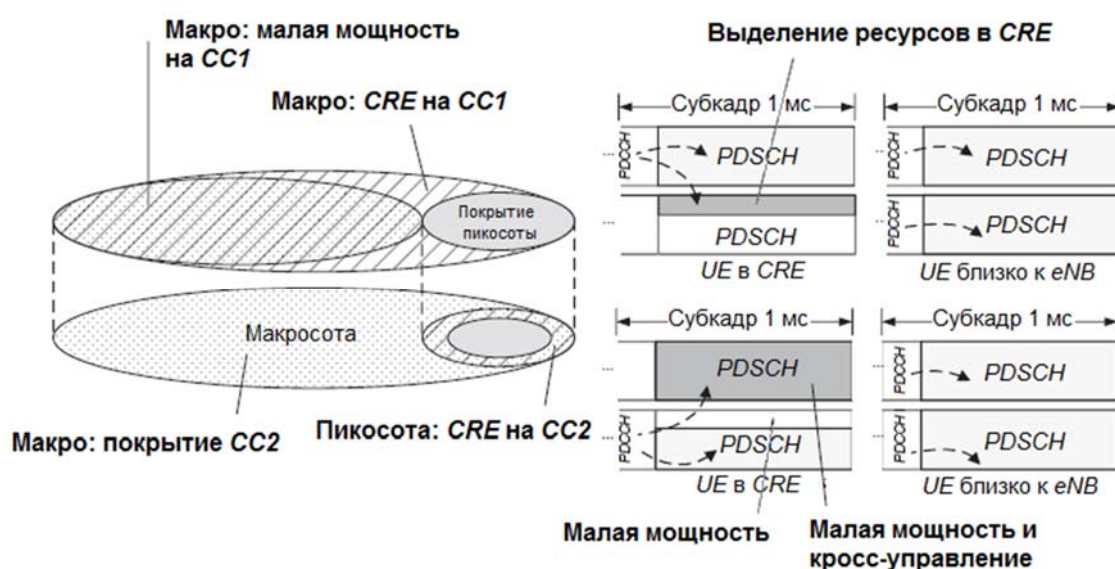 Макро: малая мощность
на CC1
Макро: CRE на CC1
Покрытие
пикосоты
Макросота
Макро: покрытие CC2
Пикосота: CRE на CC2
Выделение ресурсов в CRE
Субкадр 1 мс
Субкадр 1 мс
...
PDCCH
PDSCH
...
PDCCH
PDSCH
...
PDSCH
PDCCH
PDSCH
UE в CRE
UE близко к eNB
Субкадр 1 мс
Субкадр 1 мс
...
PDSCH
...
PDCCH
PDSCH
...
PDCCH
PDSCH
...
PDCCH
PDSCH
UE в CRE
UE близко к eNB
Малая мощность
Малая мощность и
кросс-управление